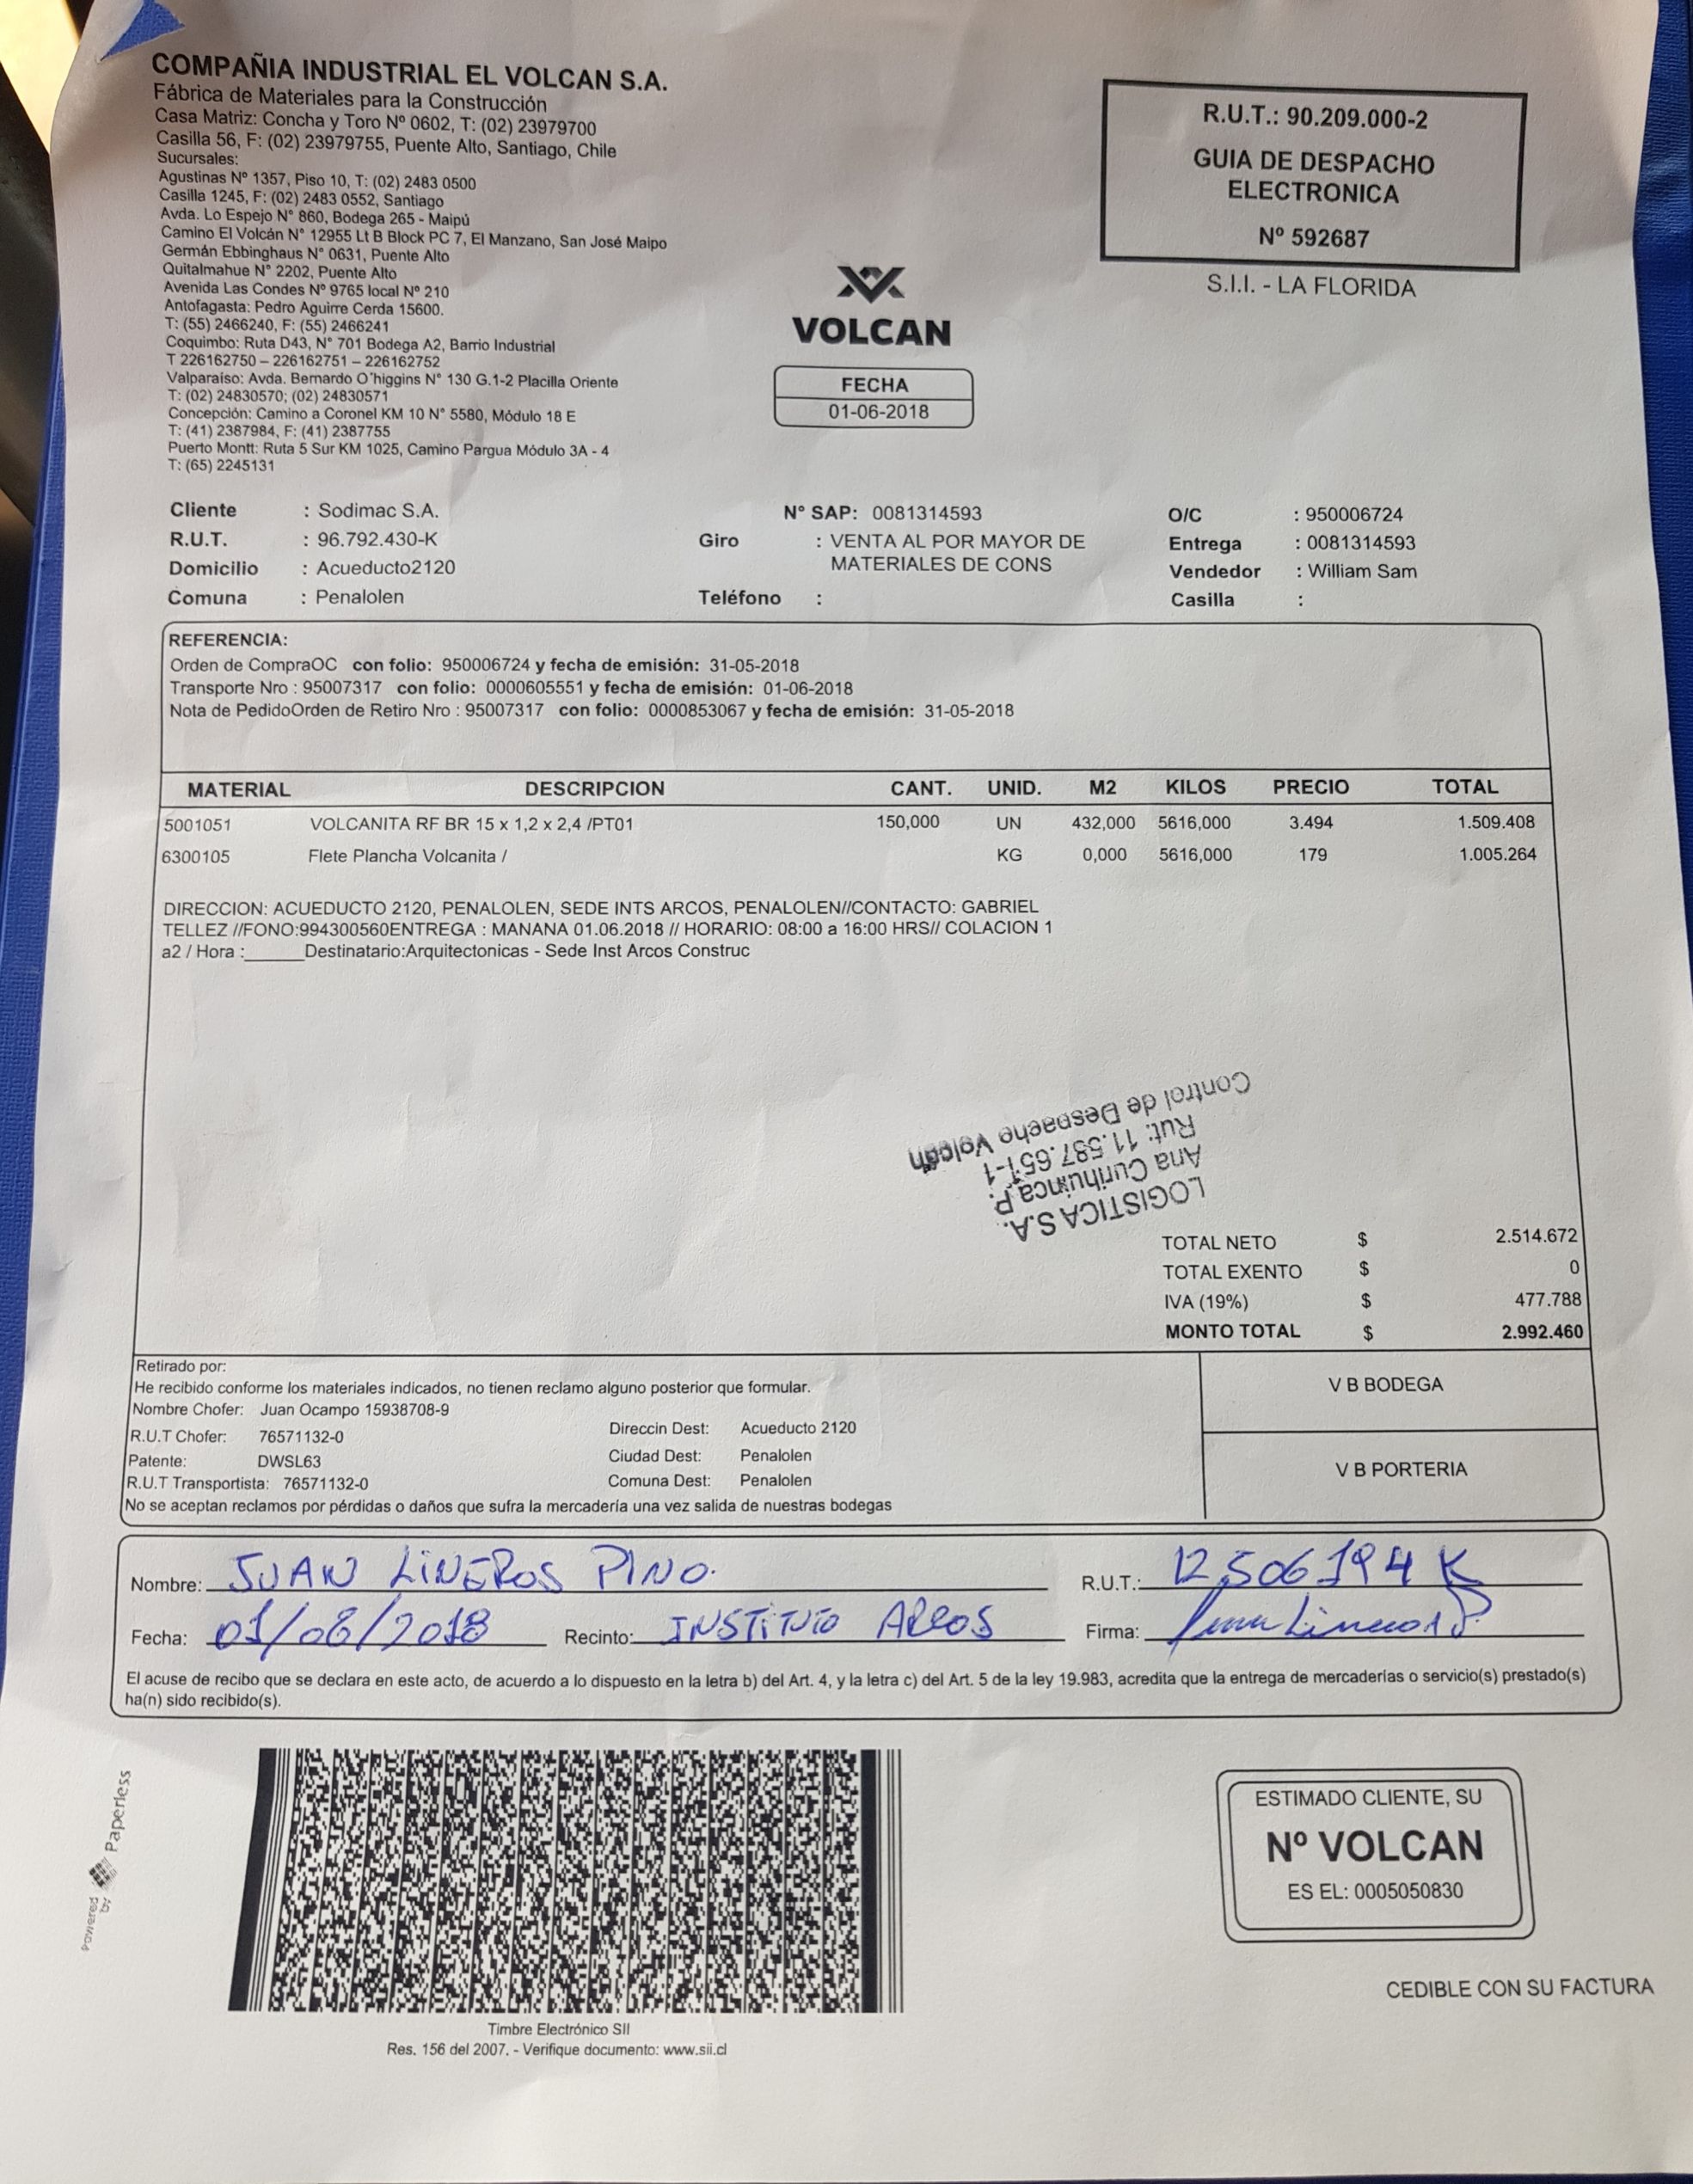 COMPAÑIA INDUSTRIAL EL VOLCAN S.A.
Fábrica de Materiales para la Construcción
Casa Matriz: Concha y Toro Nº 0602, T: (02) 23979700
Casilla 56, F: (02) 23979755, Puente Alto, Santiago, Chile
Sucursales:
Agustinas Nº 1357, Piso 10, T: (02) 2483 0500
Casilla 1245, F: (02) 2483 0552, Santiago
Avda. Lo Espejo N° 860, Bodega 265 - Maipú
Camino El Volcán N° 12955 Lt B Block PC 7, El Manzano, San José Maipo
Germán Ebbinghaus N° 0631, Puente Alto
Quitalmahue N° 2202, Puente Alto
Avenida Las Condes Nº 9765 local Nº 210
Antofagasta: Pedro Aguirre Cerda 15600.
T: (55) 2466240, F: (55) 2466241
Coquimbo: Ruta D43, N° 701 Bodega A2, Barrio Industrial
T 226162750 – 226162751 – 226162752
Valparaíso: Avda. Bernardo O´higgins N° 130 G.1-2 Placilla Oriente
T: (02) 24830570; (02) 24830571
Concepción: Camino a Coronel KM 10 N° 5580, Módulo 18 E
T: (41) 2387984, F: (41) 2387755
Puerto Montt: Ruta 5 Sur KM 1025, Camino Pargua Módulo 3A - 4
T: (65) 2245131
VOLCAN
FECHA
01-06-2018
R.U.T.: 90.209.000-2
GUIA DE DESPACHO
ELECTRONICA
Nº 592687
S.I.I. - LA FLORIDA
Cliente : Sodimac S.A. N° SAP: 0081314593 O/C : 950006724
R.U.T. : 96.792.430-K Giro : VENTA AL POR MAYOR DE Entrega : 0081314593
Domicilio : Acueducto2120 MATERIALES DE CONS Vendedor : William Sam
Comuna : Penalolen Teléfono : Casilla :
REFERENCIA:
Orden de CompraOC con folio: 950006724 y fecha de emisión: 31-05-2018
Transporte Nro : 95007317 con folio: 0000605551 y fecha de emisión: 01-06-2018
Nota de PedidoOrden de Retiro Nro : 95007317 con folio: 0000853067 y fecha de emisión: 31-05-2018
MATERIAL DESCRIPCION CANT. UNID. M2 KILOS PRECIO TOTAL
5001051 VOLCANITA RF BR 15 x 1,2 x 2,4 /PT01 150,000 UN 432,000 5616,000 3.494 1.509.408
6300105 Flete Plancha Volcanita / KG 0,000 5616,000 179 1.005.264
DIRECCION: ACUEDUCTO 2120, PENALOLEN, SEDE INTS ARCOS, PENALOLEN//CONTACTO: GABRIEL
TELLEZ //FONO:994300560ENTREGA : MANANA 01.06.2018 // HORARIO: 08:00 a 16:00 HRS// COLACION 1
a2 / Hora :______Destinatario:Arquitectonicas - Sede Inst Arcos Construc
LOGISTICA S.A.
Ana Curihuinca P.
Rut: 11.587.651-1
Control de Despacho Volcán
TOTAL NETO $ 2.514.672
TOTAL EXENTO $ 0
IVA (19%) $ 477.788
MONTO TOTAL $ 2.992.460
Retirado por:
He recibido conforme los materiales indicados, no tienen reclamo alguno posterior que formular.
Nombre Chofer: Juan Ocampo 15938708-9
R.U.T Chofer: 76571132-0 Direccin Dest: Acueducto 2120
Patente: DWSL63 Ciudad Dest: Penalolen
R.U.T Transportista: 76571132-0 Comuna Dest: Penalolen
No se aceptan reclamos por pérdidas o daños que sufra la mercadería una vez salida de nuestras bodegas
V B BODEGA
V B PORTERIA
Nombre: JUAN LINEROS PINO. R.U.T.: 12,506194 K
Fecha: 01/06/2018 Recinto: INSTITUTO ARCOS Firma:
El acuse de recibo que se declara en este acto, de acuerdo a lo dispuesto en la letra b) del Art. 4, y la letra c) del Art. 5 de la ley 19.983, acredita que la entrega de mercaderías o servicio(s) prestado(s)
ha(n) sido recibido(s).
Powered by Paperless
Timbre Electrónico SII
Res. 156 del 2007. - Verifique documento: www.sii.cl
ESTIMADO CLIENTE, SU
Nº VOLCAN
ES EL: 0005050830
CEDIBLE CON SU FACTURA